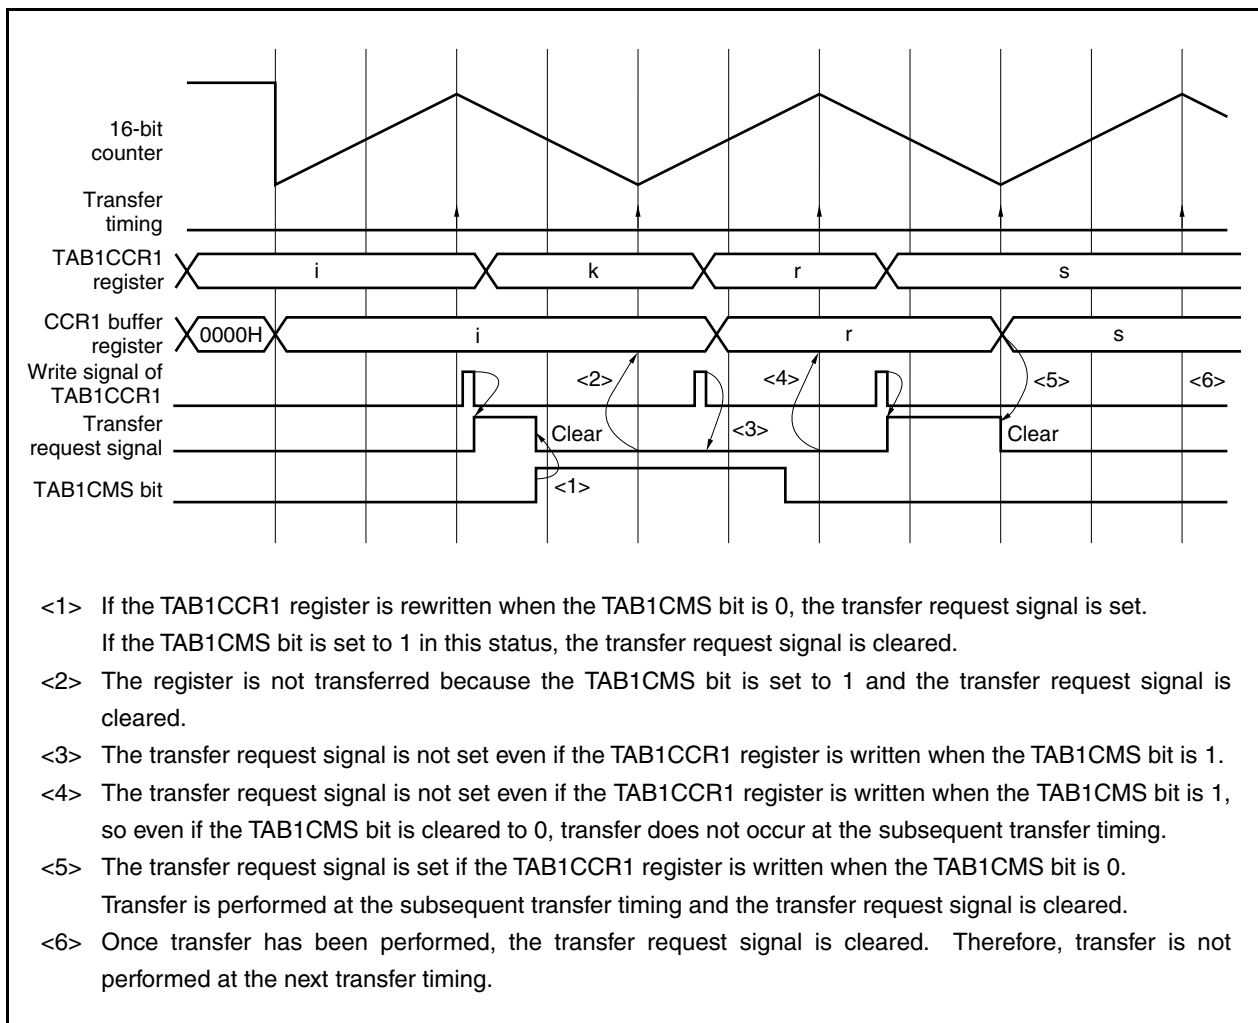 16-bit
counter
Transfer
timing
TAB1CCR1
register
i
k
r
s
CCR1 buffer
register
0000H
i
r
s
Write signal of
TAB1CCR1
<2>
<4>
<5>
<6>
Transfer
request signal
Clear
<3>
Clear
TAB1CMS bit
<1>
<1> If the TAB1CCR1 register is rewritten when the TAB1CMS bit is 0, the transfer request signal is set.
If the TAB1CMS bit is set to 1 in this status, the transfer request signal is cleared.
<2> The register is not transferred because the TAB1CMS bit is set to 1 and the transfer request signal is
cleared.
<3> The transfer request signal is not set even if the TAB1CCR1 register is written when the TAB1CMS bit is 1.
<4> The transfer request signal is not set even if the TAB1CCR1 register is written when the TAB1CMS bit is 1,
so even if the TAB1CMS bit is cleared to 0, transfer does not occur at the subsequent transfer timing.
<5> The transfer request signal is set if the TAB1CCR1 register is written when the TAB1CMS bit is 0.
Transfer is performed at the subsequent transfer timing and the transfer request signal is cleared.
<6> Once transfer has been performed, the transfer request signal is cleared. Therefore, transfer is not
performed at the next transfer timing.